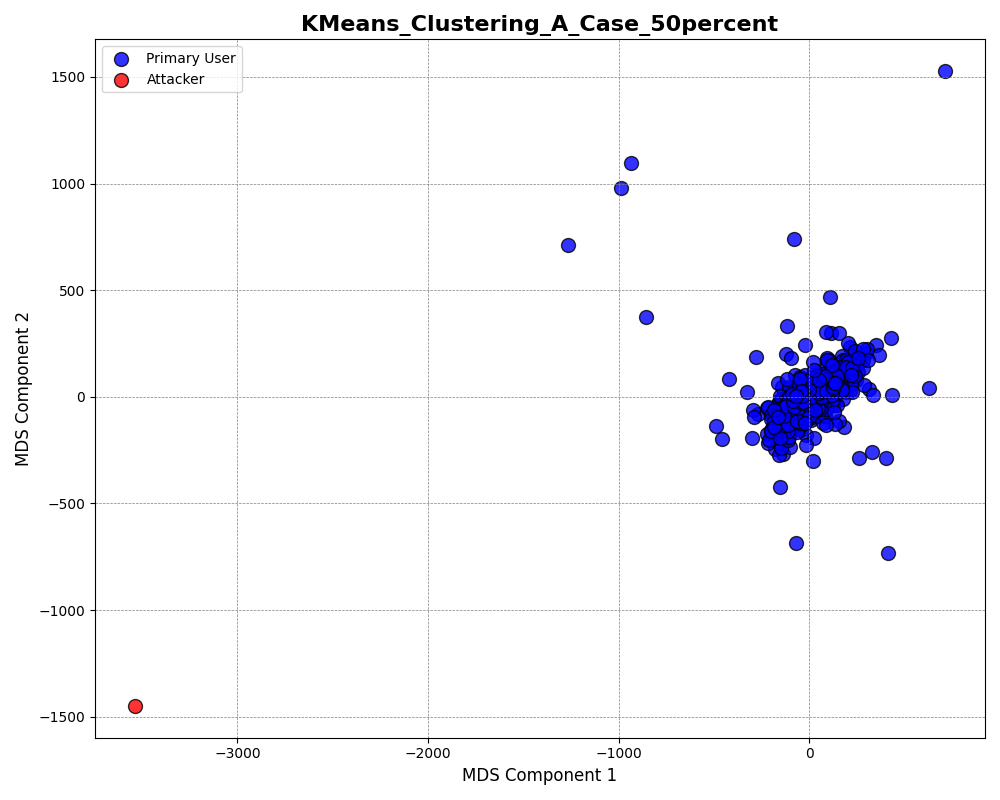 KMeans_Clustering_A_Case_50percent
Primary User
Attacker
1500
1000
500
0
−500
−1000
−1500
MDS Component 2
−3000
−2000
−1000
0
MDS Component 1